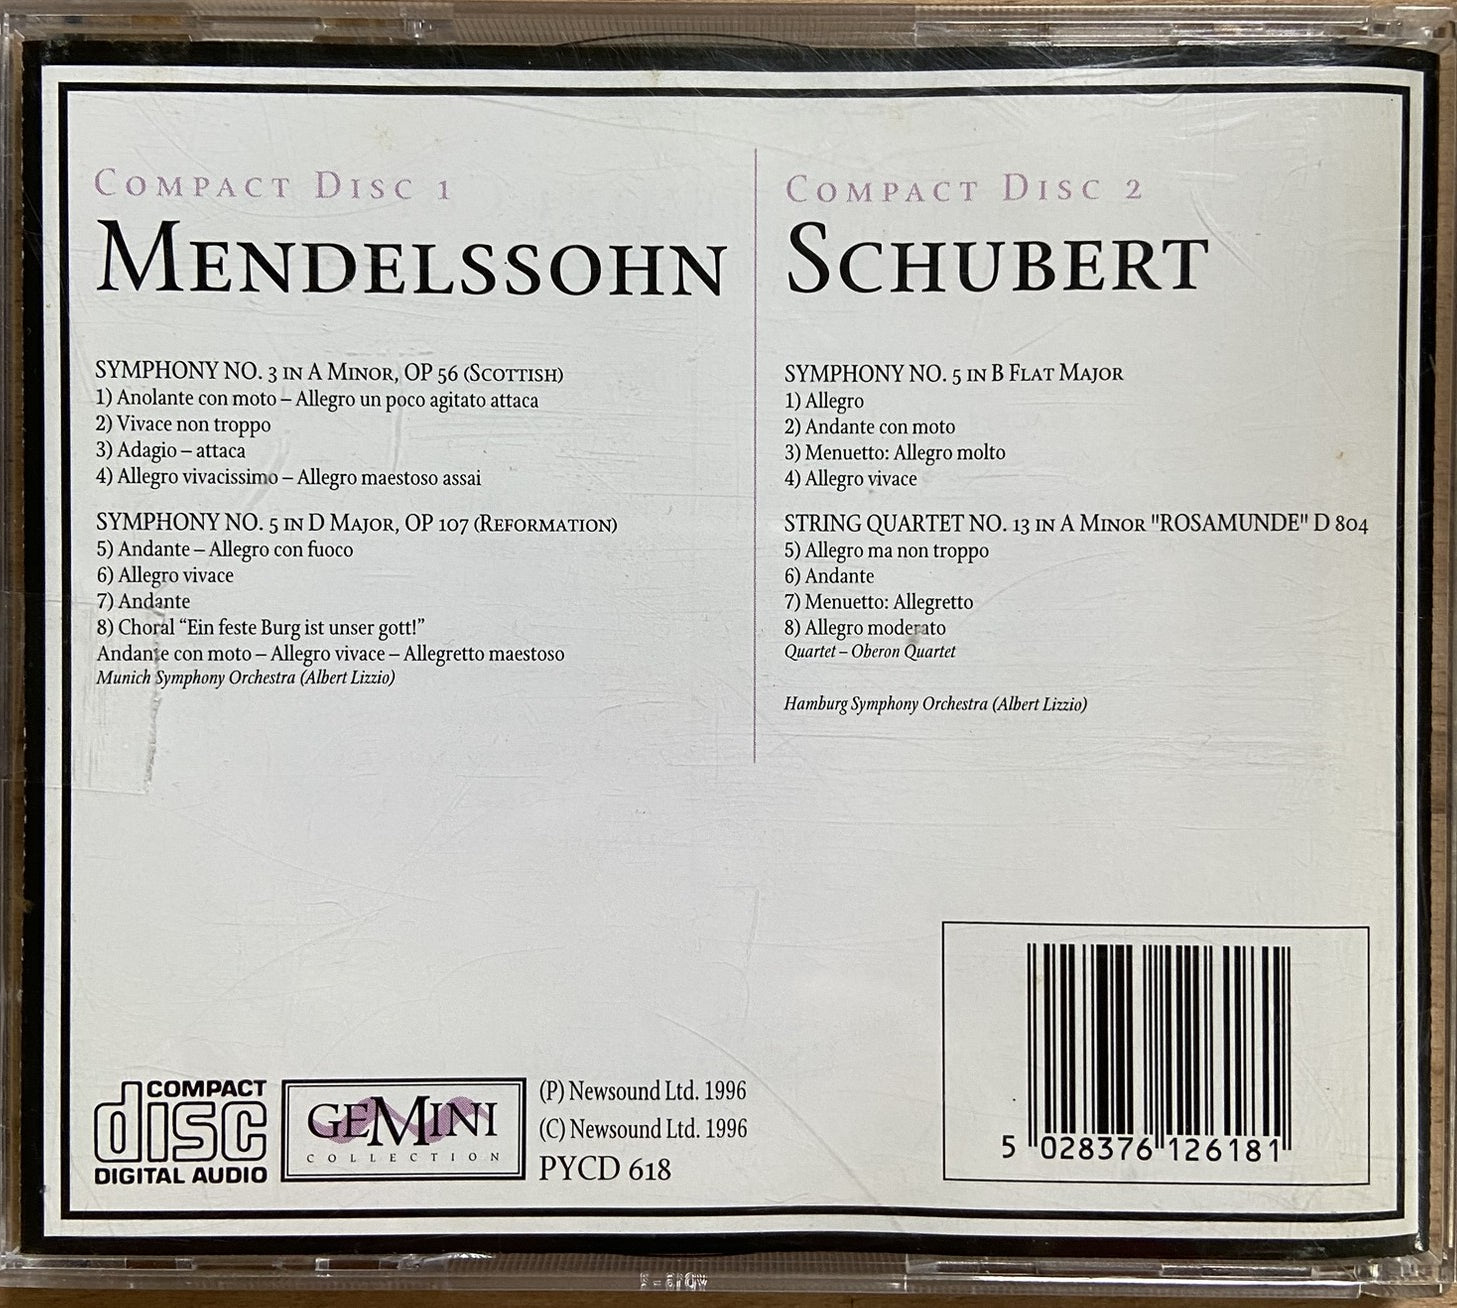 COMPACT DISC 1
MENDELSSOHN
SYMPHONY NO. 3 IN A MINOR, OP 56 (SCOTTISH)
1) Anolante con moto – Allegro un poco agitato attaca
2) Vivace non troppo
3) Adagio – attaca
4) Allegro vivacissimo – Allegro maestoso assai
SYMPHONY NO. 5 IN D MAJOR, OP 107 (REFORMATION)
5) Andante – Allegro con fuoco
6) Allegro vivace
7) Andante
8) Choral “Ein feste Burg ist unser gott!”
Andante con moto – Allegro vivace – Allegretto maestoso
Munich Symphony Orchestra (Albert Lizzio)
COMPACT DISC 2
SCHUBERT
SYMPHONY NO. 5 IN B FLAT MAJOR
1) Allegro
2) Andante con moto
3) Menuetto: Allegro molto
4) Allegro vivace
STRING QUARTET NO. 13 IN A MINOR "ROSAMUNDE" D 804
5) Allegro ma non troppo
6) Andante
7) Menuetto: Allegretto
8) Allegro moderato
Quartet – Oberon Quartet
Hamburg Symphony Orchestra (Albert Lizzio)
COMPACT
disc
DIGITAL AUDIO
GEMINI
COLLECTION
(P) Newsound Ltd. 1996
(C) Newsound Ltd. 1996
PYCD 618
5 028376 126181